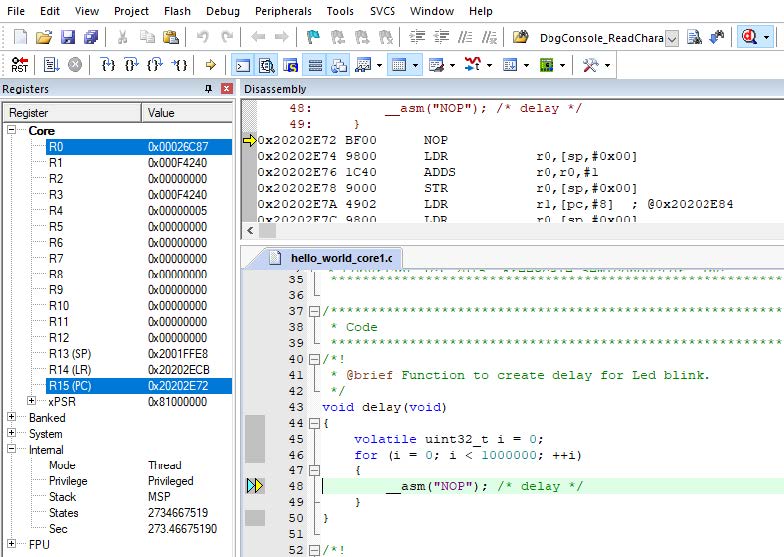 File Edit View Project Flash Debug Peripherals Tools SVCS Window Help
DbgConsole_ReadChara
RST
Registers
Register Value
Core
R0 0x00026C87
R1 0x000F4240
R2 0x00000000
R3 0x000F4240
R4 0x00000005
R5 0x00000000
R6 0x00000000
R7 0x00000000
R8 0x00000000
R9 0x00000000
R10 0x00000000
R11 0x00000000
R12 0x00000000
R13 (SP) 0x2001FFE8
R14 (LR) 0x20202ECB
R15 (PC) 0x20202E72
xPSR 0x81000000
Banked
System
Internal
Mode Thread
Privilege Privileged
Stack MSP
States 2734667519
Sec 273.46675190
FPU
Disassembly
48: __asm("NOP"); /* delay */
49: }
0x20202E72 BF00 NOP
0x20202E74 9800 LDR r0,[sp,#0x00]
0x20202E76 1C40 ADDS r0,r0,#1
0x20202E78 9000 STR r0,[sp,#0x00]
0x20202E7A 4902 LDR r1,[pc,#8] ; @0x20202E84
0x20202E7C 9800 LDR r0,[sp,#0x00]
hello_world_core1.c
35 ******************************************************************
36
37 /*****************************************************************
38 * Code
39 ******************************************************************
40 /*!
41 * @brief Function to create delay for Led blink.
42 */
43 void delay(void)
44 {
45 volatile uint32_t i = 0;
46 for (i = 0; i < 1000000; ++i)
47 {
48 __asm("NOP"); /* delay */
49 }
50 }
51
52 /*!